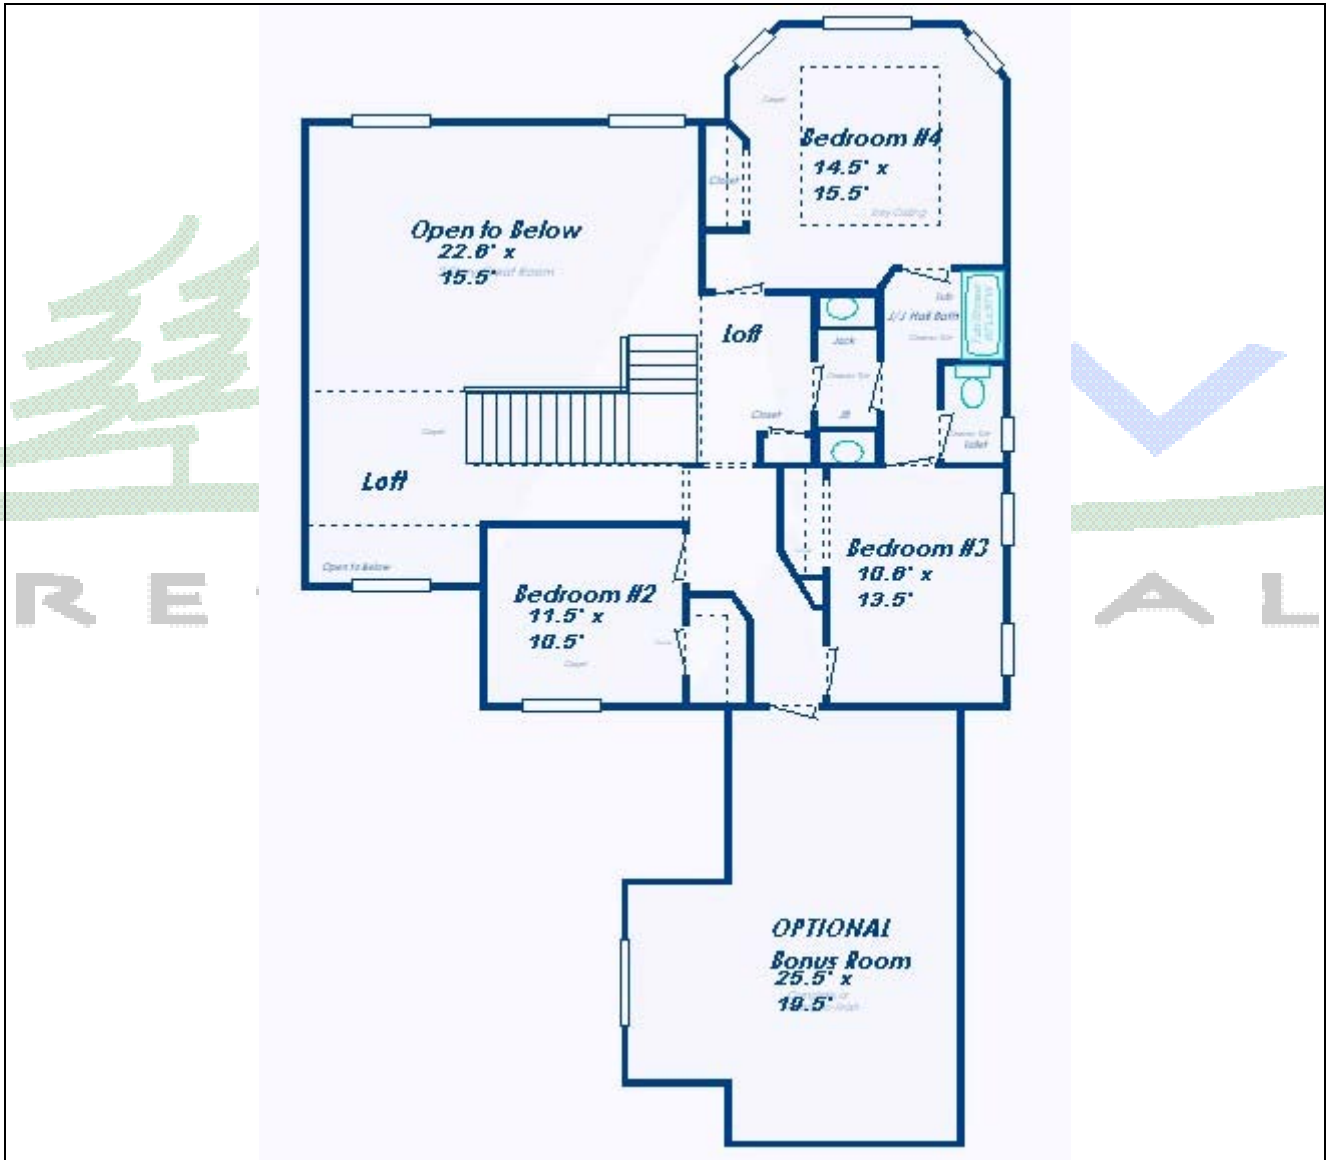 Bedroom #4
14.5' x
15.5'
Closet
Open to Below
22.6' x
15.5'
Loft
Tub
J/J Hall Bath
Jack
Jill
Closet
Toilet
Loft
Open to Below
Bedroom #3
10.6' x
13.5'
Bedroom #2
11.5' x
10.5'
Carpet
OPTIONAL
Bonus Room
25.5' x
19.5'
R E
A L